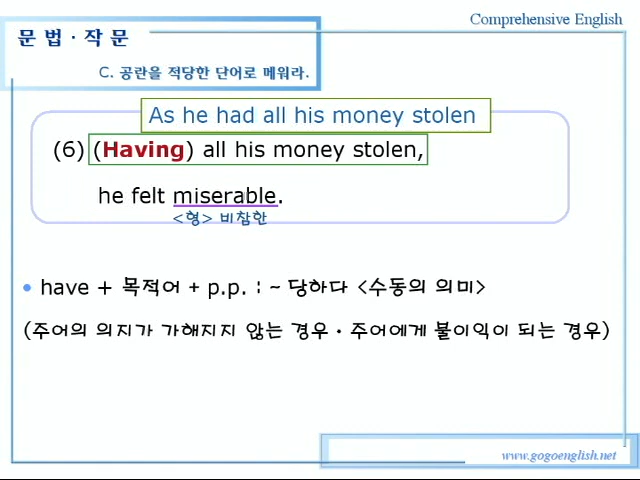 Comprehensive English
문 법 · 작 문
C. 공란을 적당한 단어로 메워라.
As he had all his money stolen
(6) (Having) all his money stolen,
he felt miserable.
<형> 비참한
• have + 목적어 + p.p. : ~ 당하다 <수동의 의미>
(주어의 의지가 가해지지 않는 경우 · 주어에게 불이익이 되는 경우)
www.gogoenglish.net